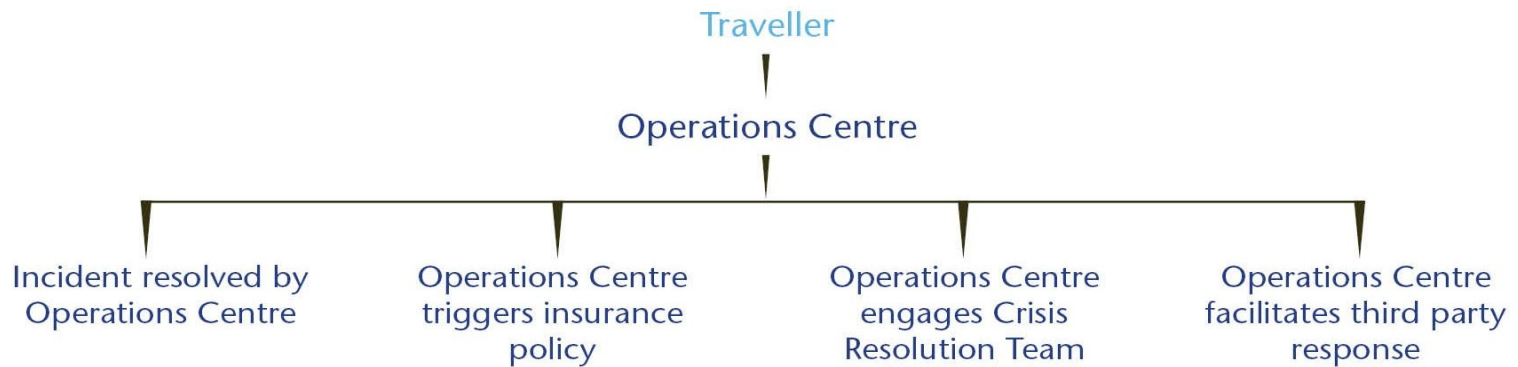 Traveller
Operations Centre
Incident resolved by
Operations Centre
Operations Centre
triggers insurance
policy
Operations Centre
engages Crisis
Resolution Team
Operations Centre
facilitates third party
response